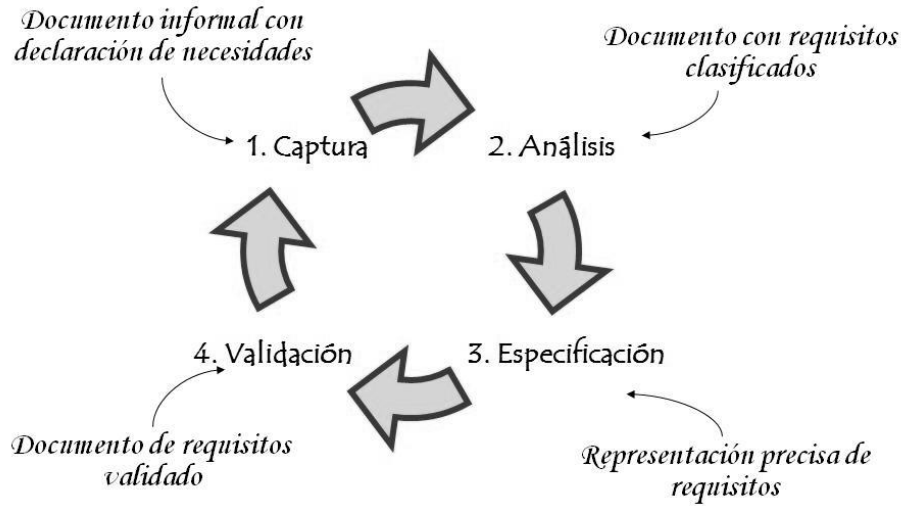 Documento informal con
declaración de necesidades
Documento con requisitos
clasificados
1. Captura
2. Análisis
4. Validación
3. Especificación
Documento de requisitos
validado
Representación precisa de
requisitos